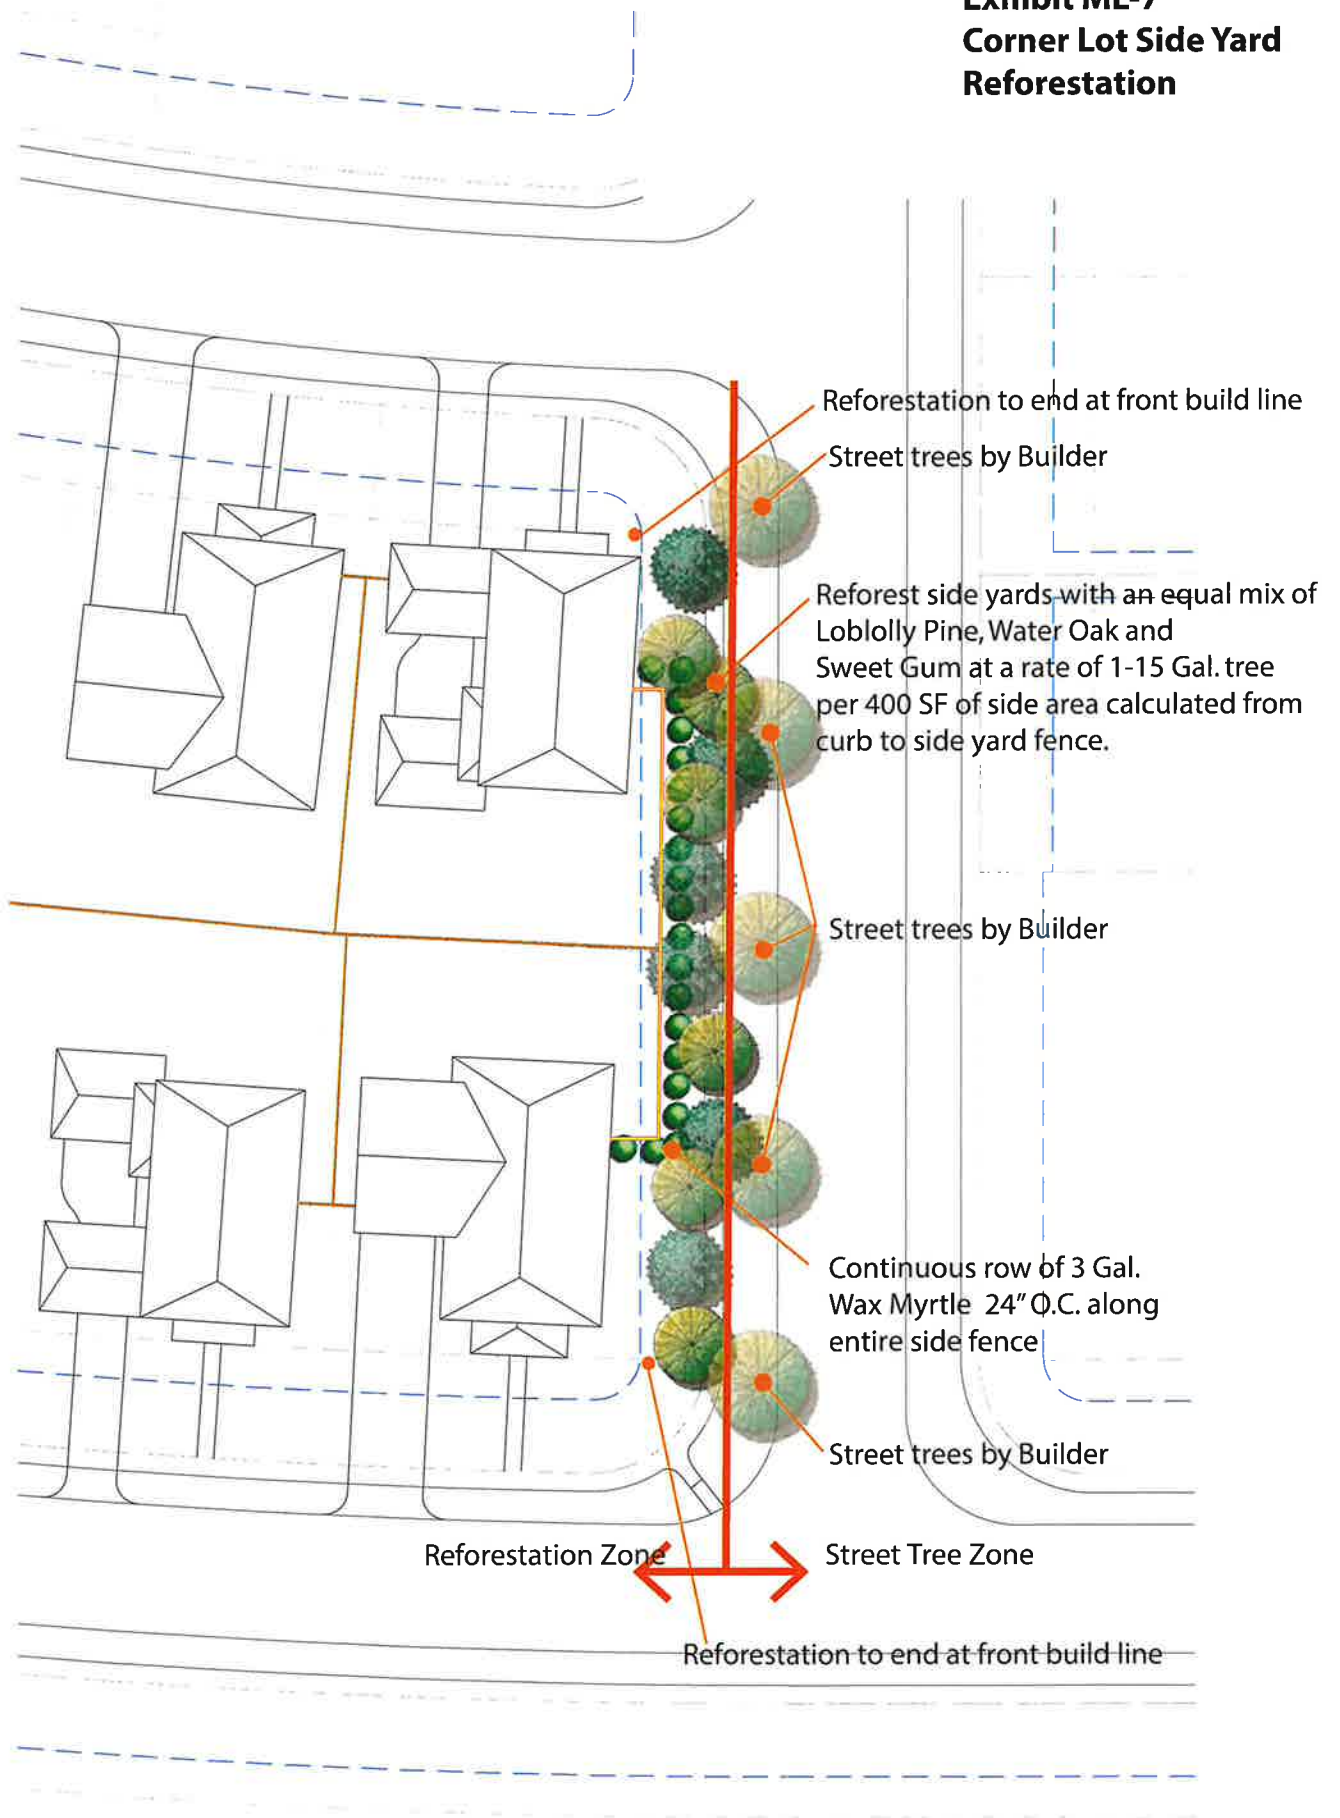 Exhibit ML-7
Corner Lot Side Yard
Reforestation
Reforestation to end at front build line
Street trees by Builder
Reforest side yards with an equal mix of
Loblolly Pine, Water Oak and
Sweet Gum at a rate of 1-15 Gal. tree
per 400 SF of side area calculated from
curb to side yard fence.
Street trees by Builder
Continuous row of 3 Gal.
Wax Myrtle 24" O.C. along
entire side fence
Street trees by Builder
Reforestation Zone
Street Tree Zone
Reforestation to end at front build line